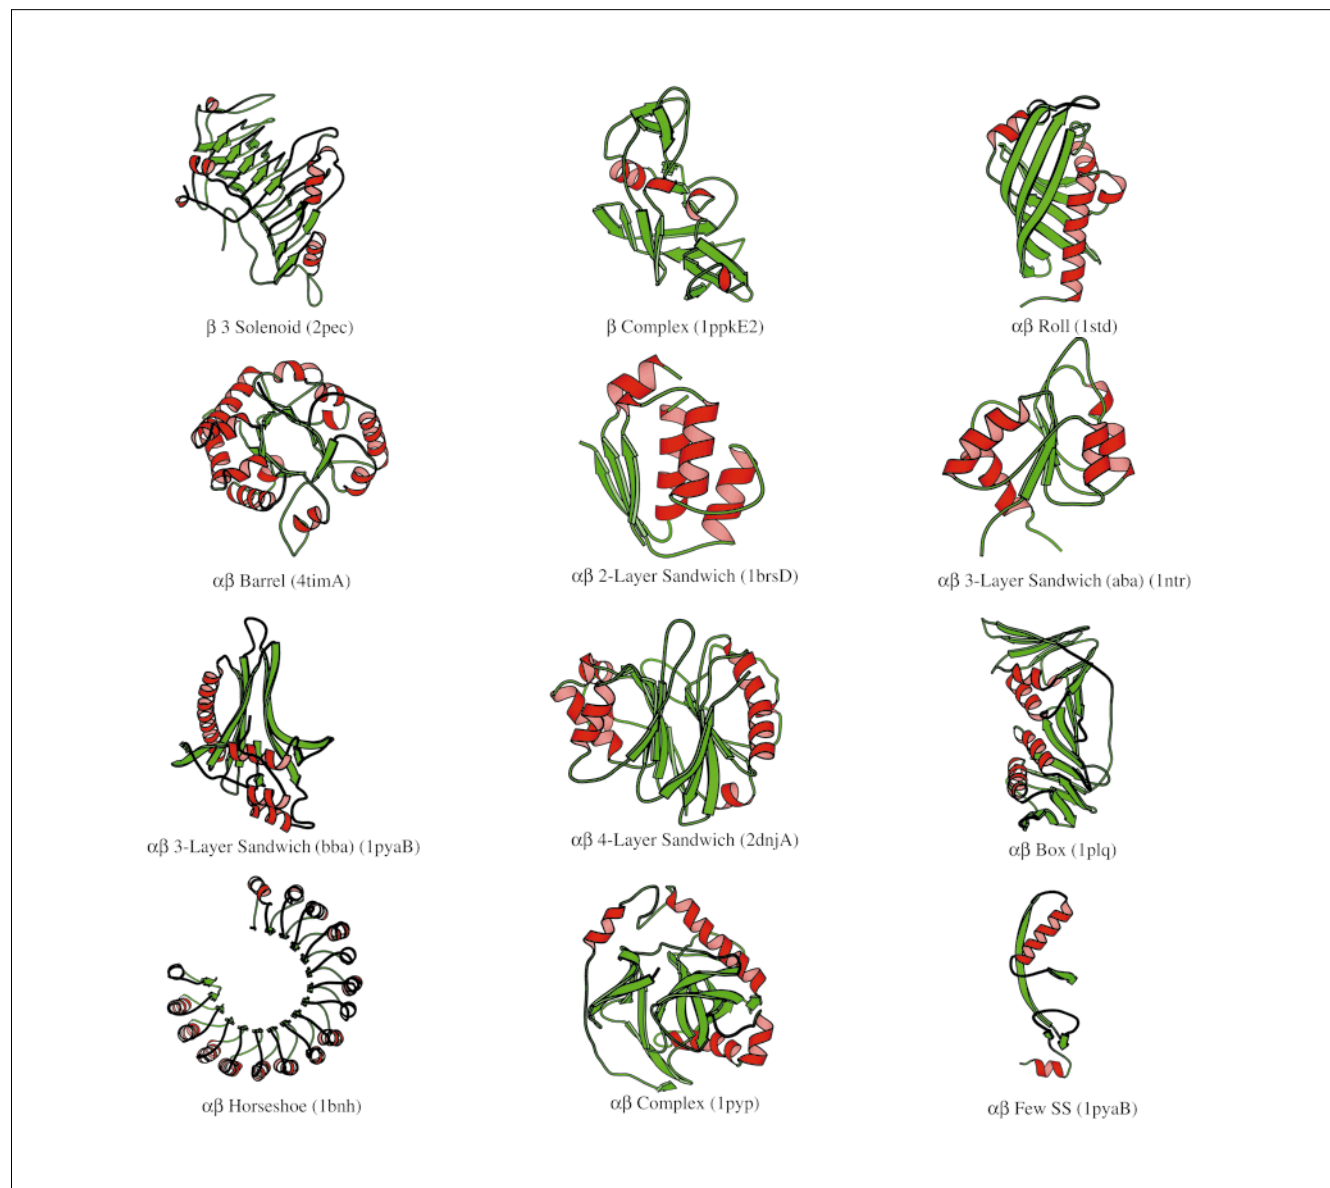 β 3 Solenoid (2pec)
β Complex (1ppkE2)
αβ Roll (1std)
αβ Barrel (4timA)
αβ 2-Layer Sandwich (1brsD)
αβ 3-Layer Sandwich (aba) (1ntr)
αβ 3-Layer Sandwich (bba) (1pyaB)
αβ 4-Layer Sandwich (2dnjA)
αβ Box (1plq)
αβ Horseshoe (1bnh)
αβ Complex (1pyp)
αβ Few SS (1pyaB)